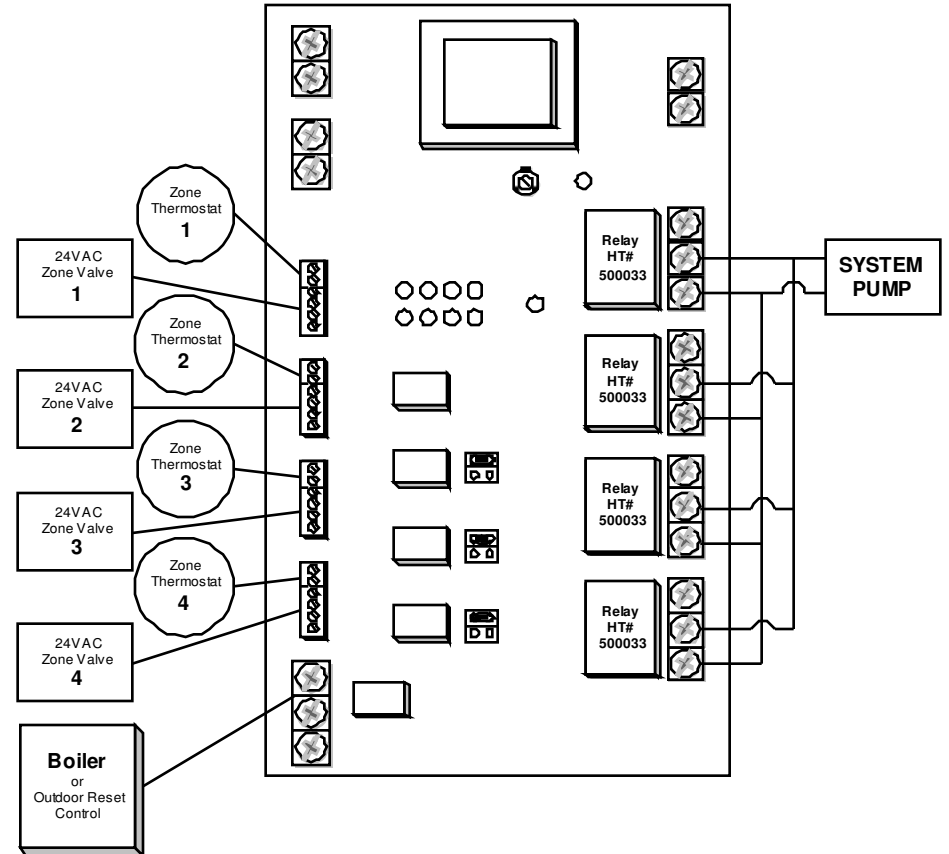 Zone
Thermostat
1
24VAC
Zone Valve
1
Zone
Thermostat
2
24VAC
Zone Valve
2
Zone
Thermostat
3
24VAC
Zone Valve
3
Zone
Thermostat
4
24VAC
Zone Valve
4
Boiler
or
Outdoor Reset
Control
Relay
HT#
500033
Relay
HT#
500033
Relay
HT#
500033
Relay
HT#
500033
SYSTEM
PUMP